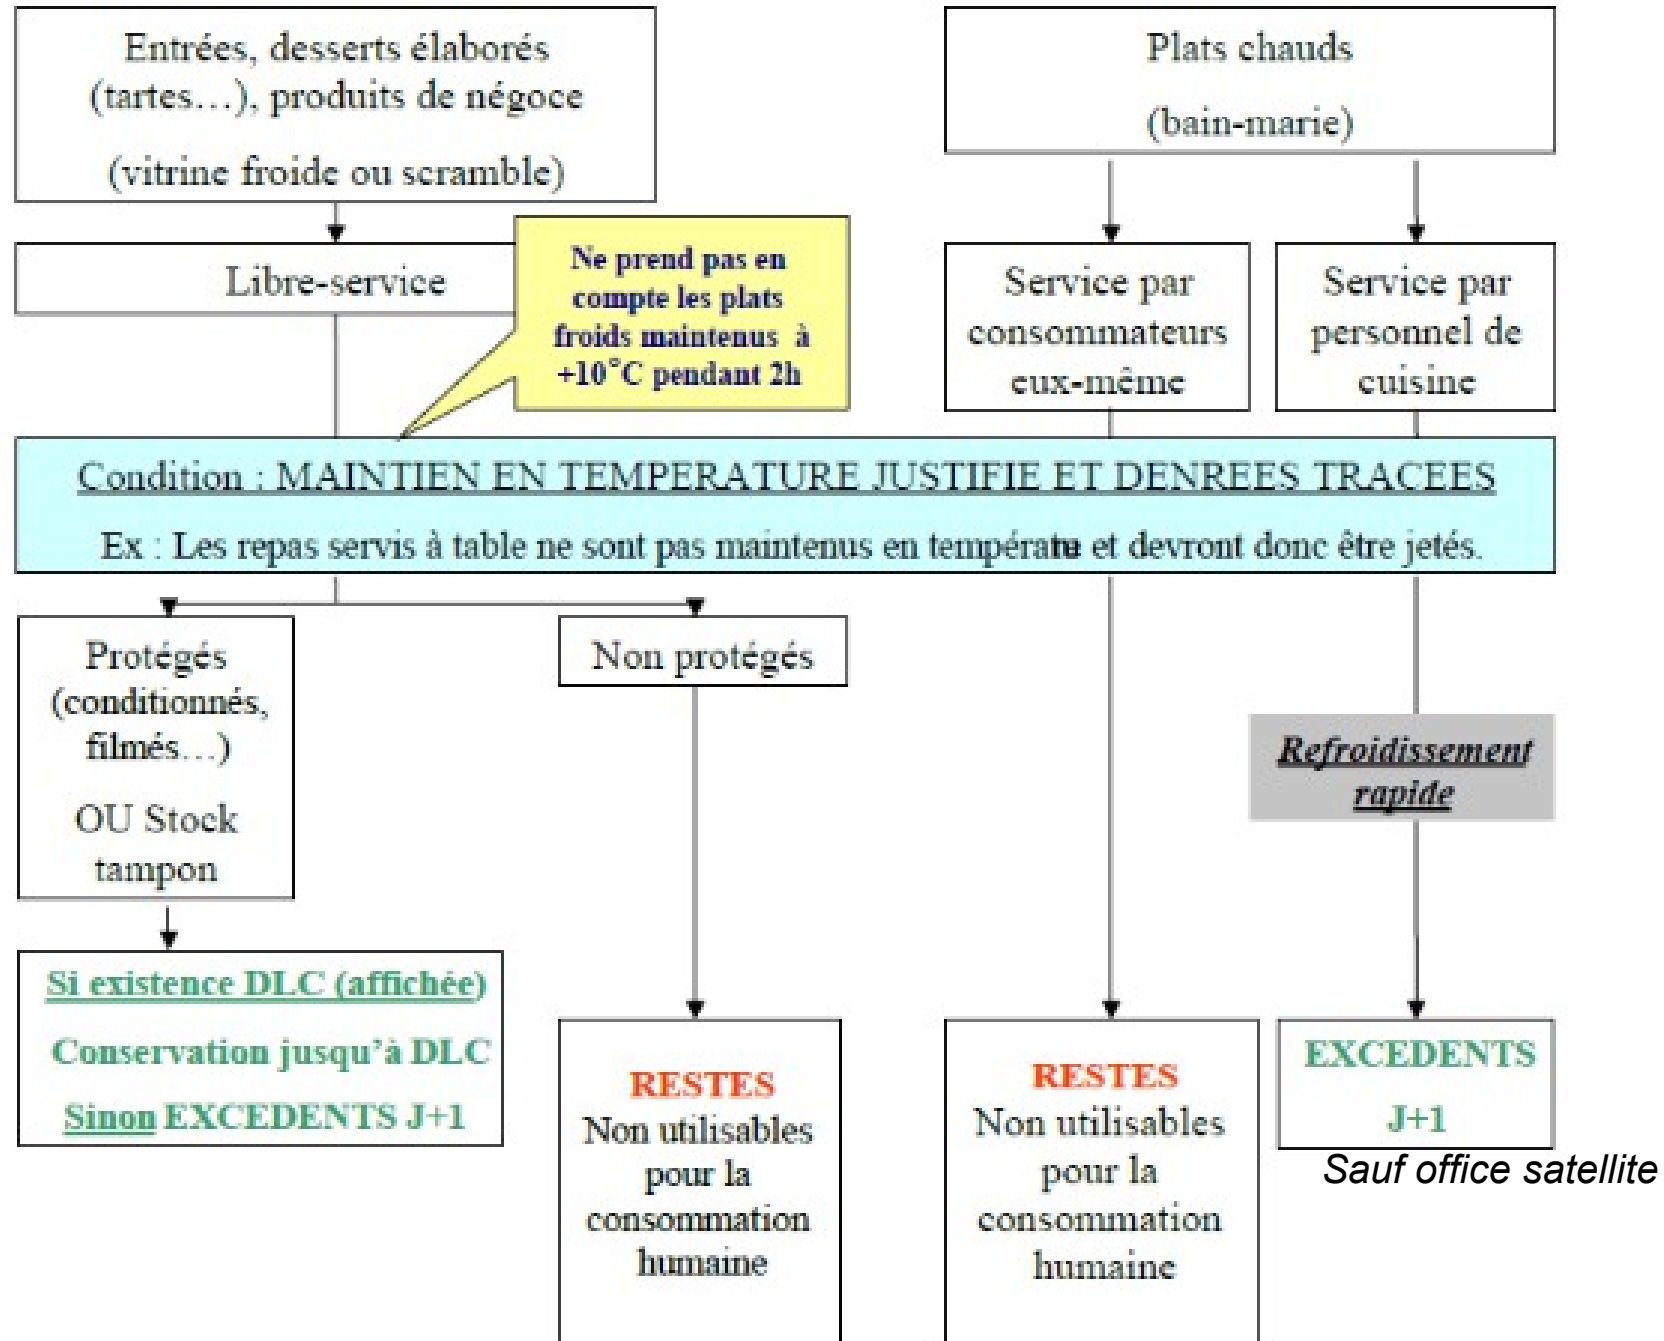 Entrées, desserts élaborés
(tartes…), produits de négoce
(vitrine froide ou scramble)
Plats chauds
(bain-marie)
Libre-service
Ne prend pas en
compte les plats
froids maintenus à
+10°C pendant 2h
Service par
consommateurs
eux-même
Service par
personnel de
cuisine
Condition : MAINTIEN EN TEMPERATURE JUSTIFIE ET DENREES TRACEES
Ex : Les repas servis à table ne sont pas maintenus en température et devront donc être jetés.
Protégés
(conditionnés,
filmés…)
OU Stock
tampon
Non protégés
Refroidissement
rapide
Si existence DLC (affichée)
Conservation jusqu’à DLC
Sinon EXCEDENTS J+1
RESTES
Non utilisables
pour la
consommation
humaine
RESTES
Non utilisables
pour la
consommation
humaine
EXCEDENTS
J+1
Sauf office satellite